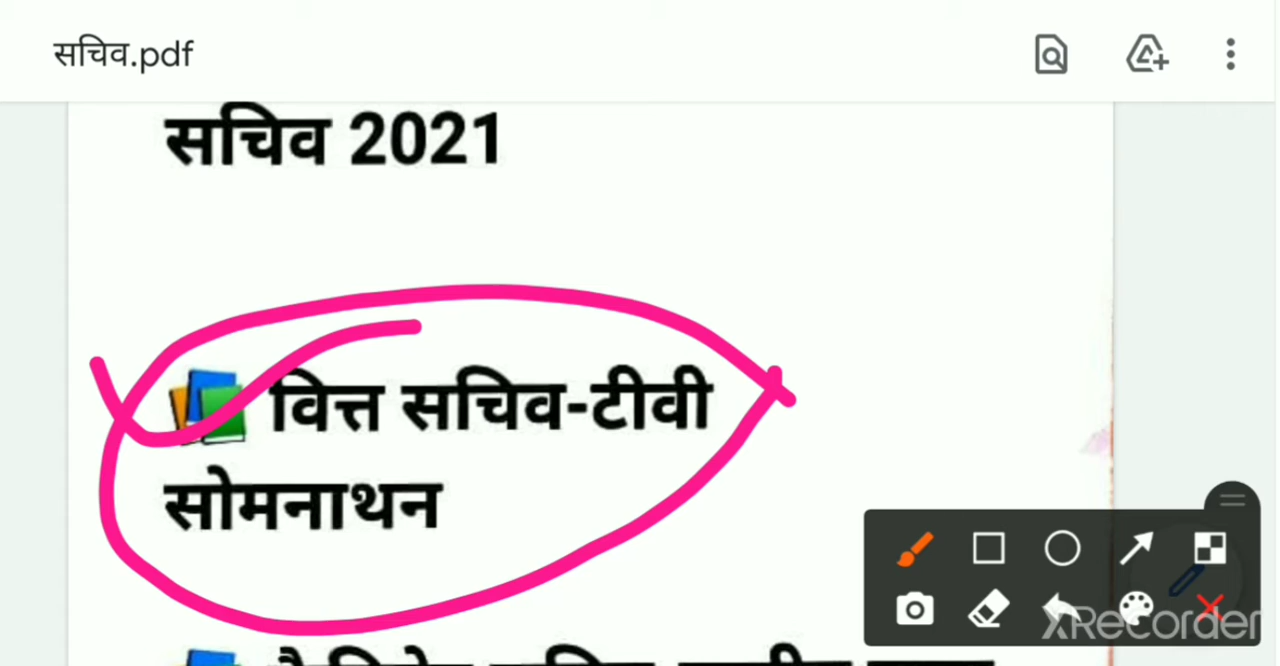 सचिव.pdf
सचिव 2021
वित्त सचिव-टीवी
सोमनाथन
XRecorder